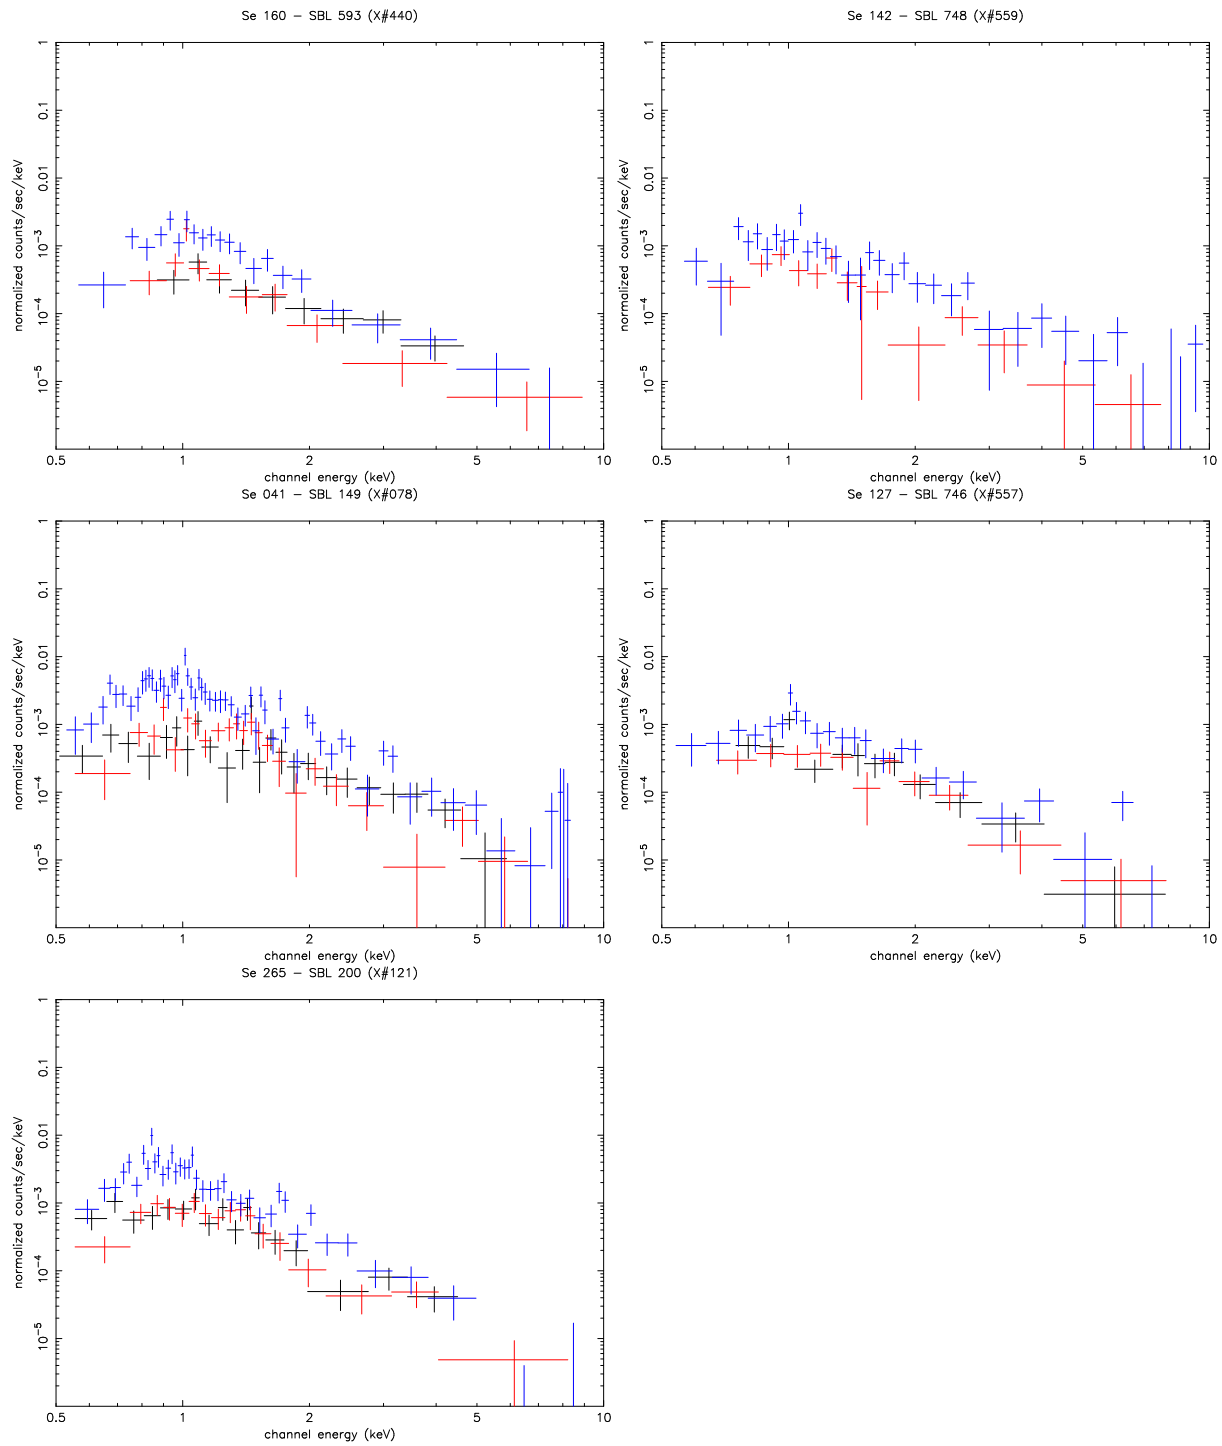 Se 160 − SBL 593 (X#440)
normalized counts/sec/keV
1
0.1
0.01
10⁻³
10⁻⁴
10⁻⁵
0.5 1 2 5 10
channel energy (keV)
Se 142 − SBL 748 (X#559)
normalized counts/sec/keV
1
0.1
0.01
10⁻³
10⁻⁴
10⁻⁵
0.5 1 2 5 10
channel energy (keV)
Se 041 − SBL 149 (X#078)
normalized counts/sec/keV
1
0.1
0.01
10⁻³
10⁻⁴
10⁻⁵
0.5 1 2 5 10
channel energy (keV)
Se 127 − SBL 746 (X#557)
normalized counts/sec/keV
1
0.1
0.01
10⁻³
10⁻⁴
10⁻⁵
0.5 1 2 5 10
channel energy (keV)
Se 265 − SBL 200 (X#121)
normalized counts/sec/keV
1
0.1
0.01
10⁻³
10⁻⁴
10⁻⁵
0.5 1 2 5 10
channel energy (keV)